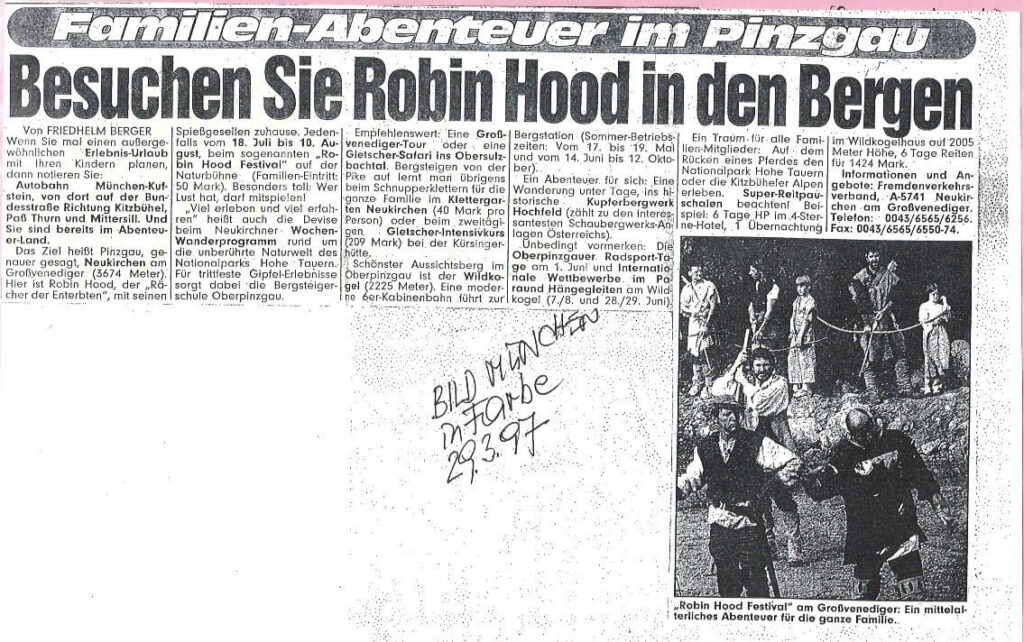 Familien-Abenteuer im Pinzgau
Besuchen Sie Robin Hood in den Bergen
Von FRIEDHELM BERGER
Wenn Sie mal einen außerge-
wöhnlichen Erlebnis-Urlaub
mit Ihren Kindern planen,
dann notieren Sie:
Autobahn München-Kuf-
stein, von dort auf der Bun-
desstraße Richtung Kitzbühel,
Paß Thurn und Mittersill. Und
Sie sind bereits im Abenteu-
er-Land.
Das Ziel heißt Pinzgau, ge-
nauer gesagt, Neukirchen am
Großvenediger (3674 Meter).
Hier ist Robin Hood, der „Rä-
cher der Enterbten", mit seinen
Spießgesellen zuhause. Jeden-
falls vom 18. Juli bis 10. Au-
gust, beim sogenannten „Ro-
bin Hood Festival" auf der
Naturbühne (Familien-Eintritt:
50 Mark). Besonders toll: Wer
Lust hat, darf mitspielen!
„Viel erleben und viel erfah-
ren" heißt auch die Devise
beim Neukirchner Wochen-
Wanderprogramm rund um
die unberührte Naturwelt des
Nationalparks Hohe Tauern.
Für trittfeste Gipfel-Erlebnisse
sorgt dabei die Bergsteiger-
schule Oberpinzgau.
Empfehlenswert: Eine Groß-
venediger-Tour oder eine
Gletscher-Safari ins Obersulz-
bachtal. Bergsteigen von der
Pike auf lernt man übrigens
beim Schnupperklettern für die
ganze Familie im Kletterg­arten
Neukirchen (40 Mark pro
Person) oder beim zweitägi-
gen Gletscher-Intensivkurs
(209 Mark) bei der Kürsinger-
hütte.
Schönster Aussichtsberg im
Oberpinzgau ist der Wildko-
gel (2225 Meter). Eine moder-
ne 6er-Kabinenbahn führt zur
Bergstation (Sommer-Betriebs-
zeiten: Vom 17. bis 19. Mai
und vom 14. Juni bis 12. Okto-
ber).
Ein Abenteuer für sich: Eine
Wanderung unter Tage, ins hi-
storische Kupferbergwerk
Hochfeld (zählt zu den interes-
santesten Schaubergwerks-An-
lagen Österreichs).
Unbedingt vormerken: Die
Oberpinzgauer Radsport-Ta-
ge am 1. Juni und Internatio-
nale Wettbewerbe im Pa-
raund Hängegleiten am Wild-
kogel (7./8. und 28./29. Juni).
Ein Traum für alle Fami-
lien-Mitglieder: Auf dem
Rücken eines Pferdes den
Nationalpark Hohe Tauern
oder die Kitzbüheler Alpen
erleben. Super-Reitpau-
schalen beachten! Bei-
spiel: 6 Tage HP im 4-Ster-
ne-Hotel, 1 Übernachtung
im Wildkogelhaus auf 2005
Meter Höhe, 6 Tage Reiten
für 1424 Mark.
Informationen und An-
gebote: Fremdenverkehrs-
verband, A-5741 Neukir-
chen am Großvenediger.
Telefon: 0043/6565/6256.
Fax: 0043/6565/6550-74.
BILD MÜNCHEN
in Farbe
29.3.97
„Robin Hood Festival" am Großvenediger: Ein mittelal-
terliches Abenteuer für die ganze Familie.